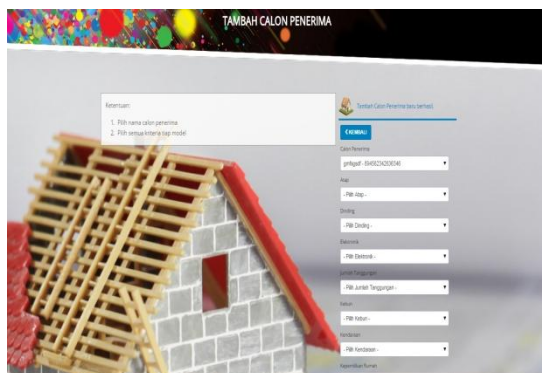 TAMBAH CALON PENERIMA
Ketentuan:
1. Pilih nama calon penerima
2. Pilih semua kriteria tiap model
Tambah Calon Penerima baru
KEMBALI
Calon Penerima
Atap
- Pilih Atap -
Dinding
- Pilih Dinding -
Elektronik
- Pilih Elektronik -
Jumlah Tanggungan
- Pilih Jumlah Tanggungan -
Kebun
- Pilih Kebun -
Kendaraan
- Pilih Kendaraan -
Kepemilikan Rumah